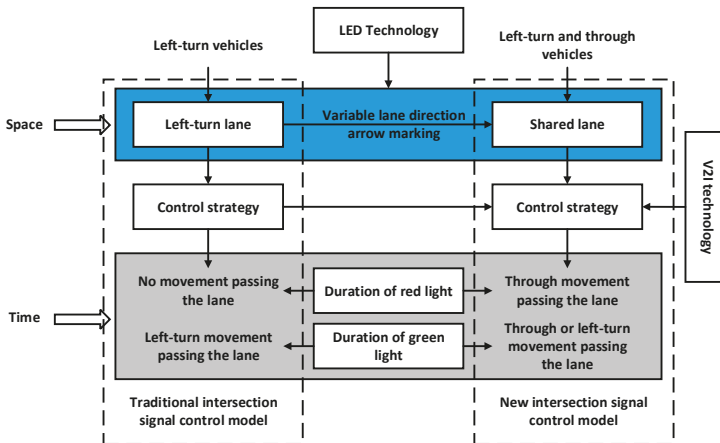 LED Technology
Left-turn vehicles
Left-turn and through
vehicles
Space
Left-turn lane
Variable lane direction
arrow marking
Shared lane
V2I technology
Control strategy
Control strategy
No movement passing
the lane
Duration of red light
Through movement
passing the lane
Time
Left-turn movement
passing the lane
Duration of green
light
Through or left-turn
movement passing
the lane
Traditional intersection
signal control model
New intersection signal
control model